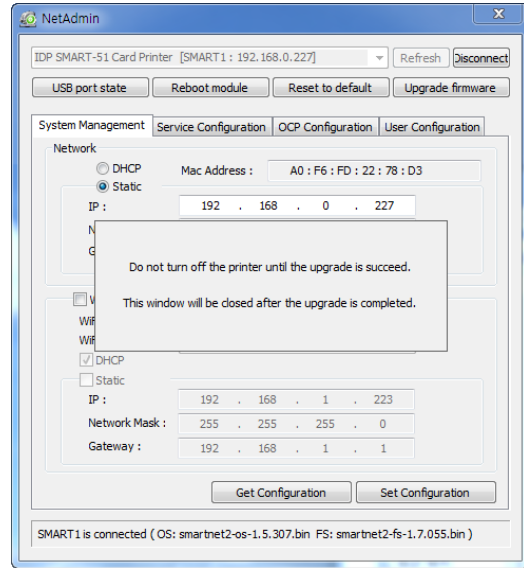 NetAdmin
IDP SMART-51 Card Printer [SMART1 : 192.168.0.227] Refresh Disconnect
USB port state Reboot module Reset to default Upgrade firmware
System Management Service Configuration OCP Configuration User Configuration
Network
DHCP Mac Address : A0 : F6 : FD : 22 : 78 : D3
Static
IP : 192 . 168 . 0 . 227
Do not turn off the printer until the upgrade is succeed.
This window will be closed after the upgrade is completed.
DHCP
Static
IP : 192 . 168 . 1 . 223
Network Mask : 255 . 255 . 255 . 0
Gateway : 192 . 168 . 1 . 1
Get Configuration Set Configuration
SMART1 is connected ( OS: smartnet2-os-1.5.307.bin FS: smartnet2-fs-1.7.055.bin )